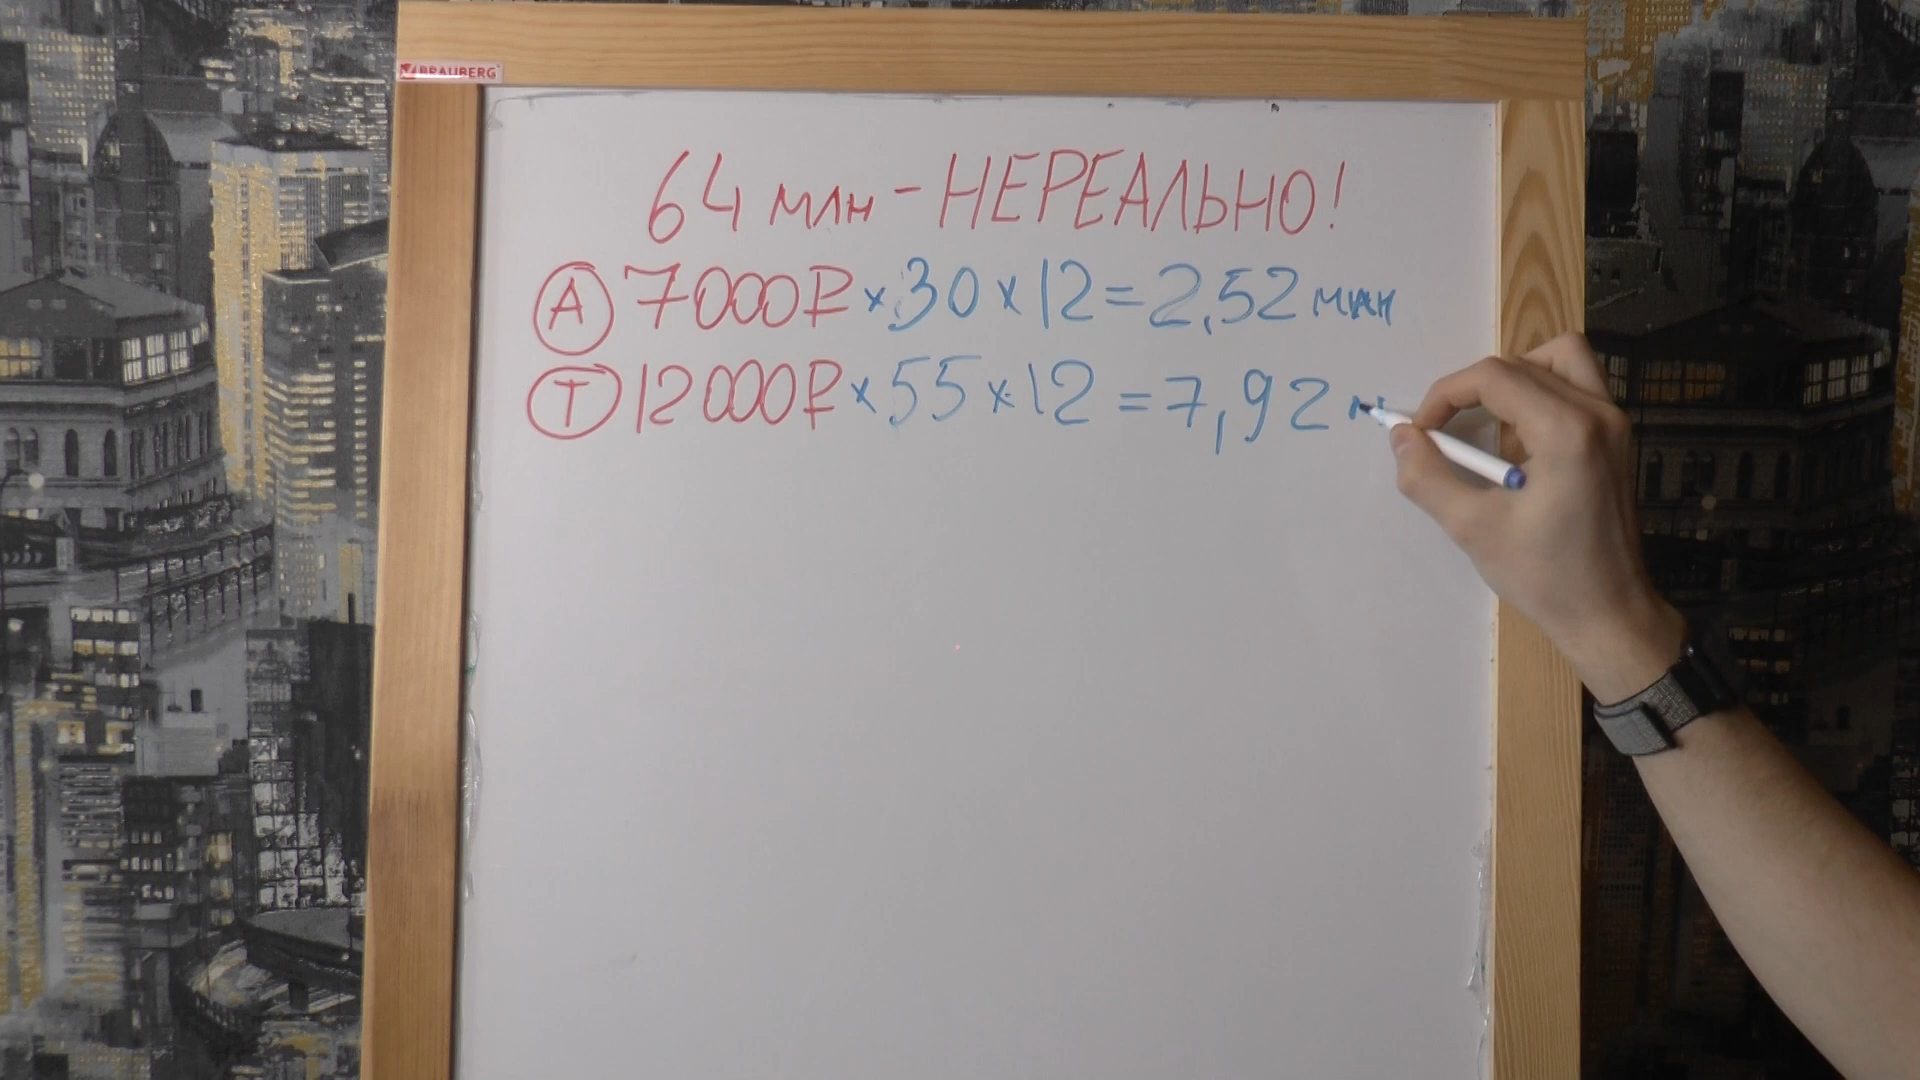 BRAUBERG
64 млн - НЕРЕАЛЬНО!
А 7000₽ × 30 × 12 = 2,52 млн
Т 12000₽ × 55 × 12 = 7,92 м